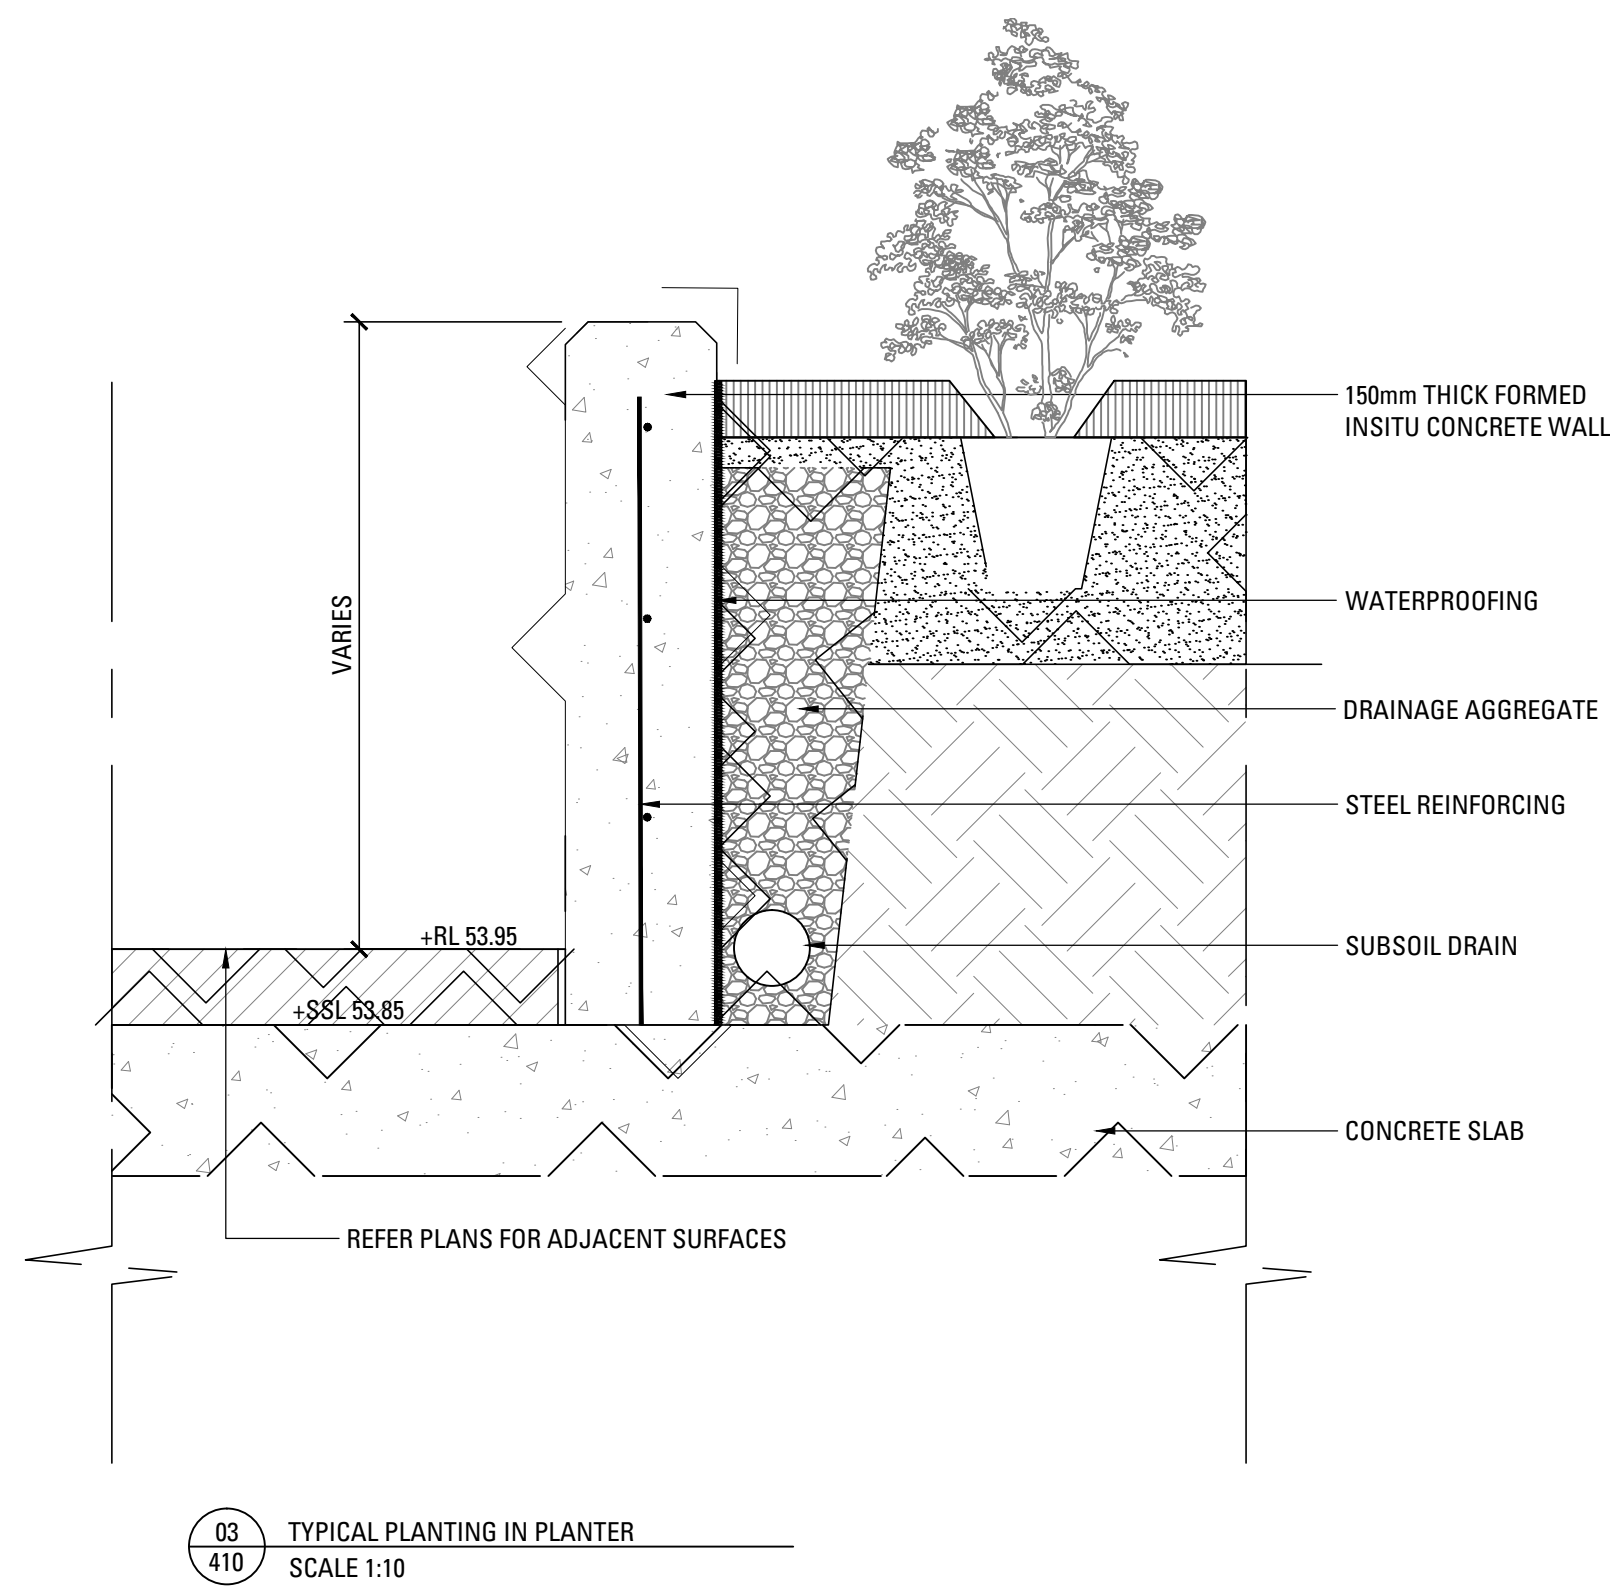 150mm THICK FORMED
INSITU CONCRETE WALL
WATERPROOFING
VARIES
DRAINAGE AGGREGATE
STEEL REINFORCING
+RL 53.95
SUBSOIL DRAIN
+SSL 53.85
CONCRETE SLAB
REFER PLANS FOR ADJACENT SURFACES
03
TYPICAL PLANTING IN PLANTER
410
SCALE 1:10